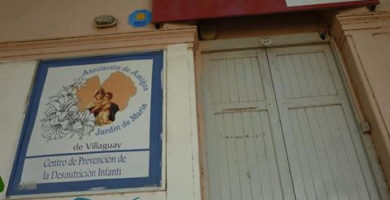 Asociación de Amigos
Jardín de María
de Villaguay
Centro de Prevención de
la Desnutrición Infanti